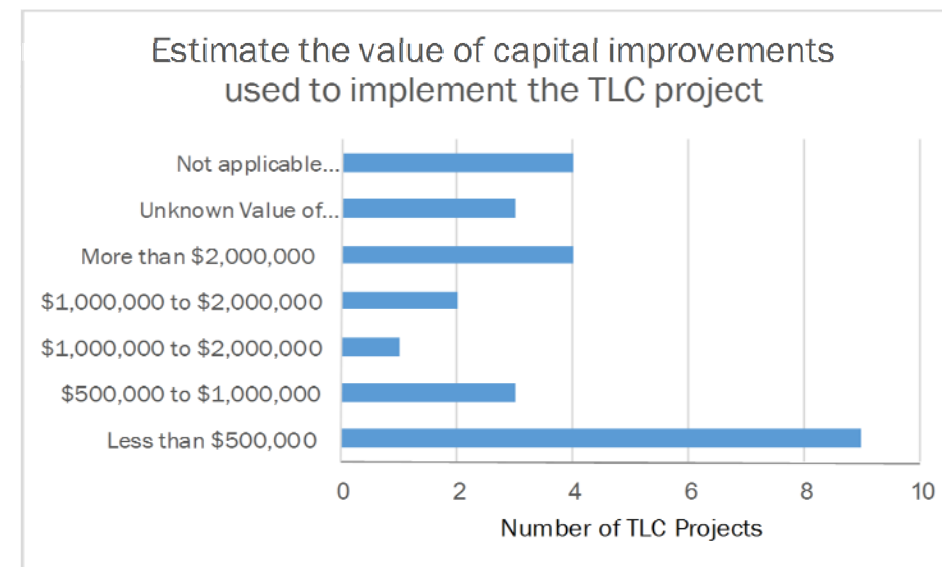 Estimate the value of capital improvements
used to implement the TLC project
Not applicable...
Unknown Value of...
More than $2,000,000
$1,000,000 to $2,000,000
$1,000,000 to $2,000,000
$500,000 to $1,000,000
Less than $500,000
0 2 4 6 8 10
Number of TLC Projects